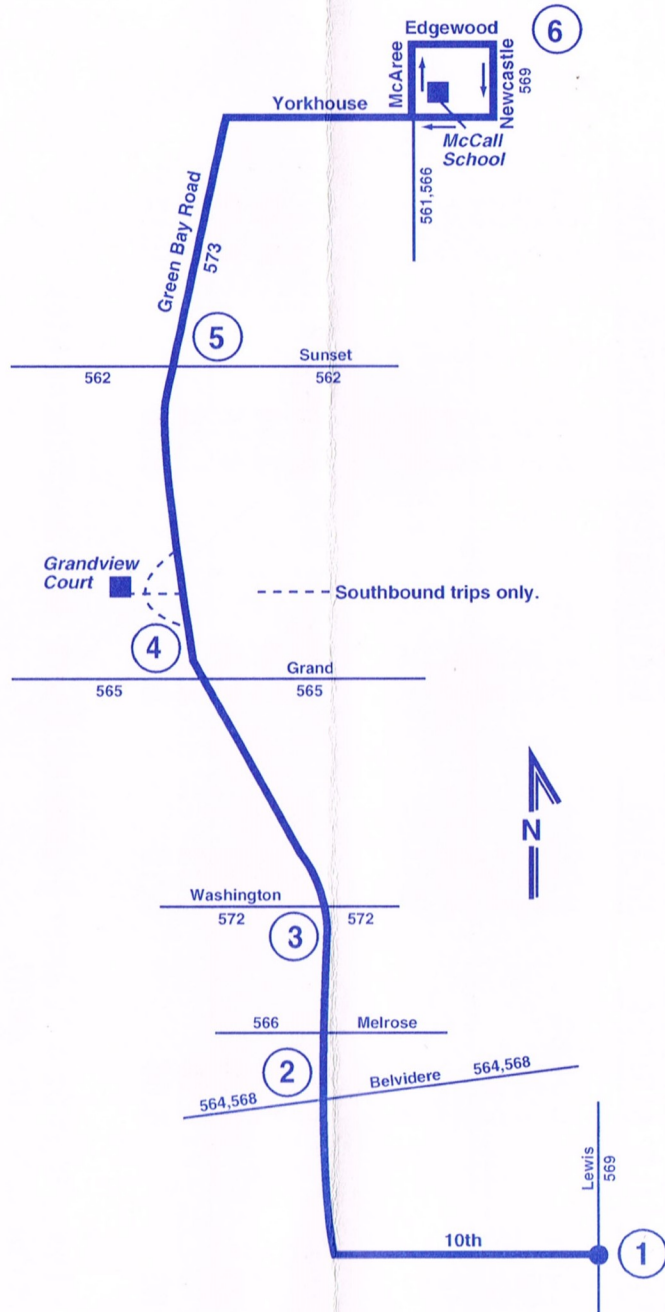 Edgewood
6
McAree
Newcastle
569
Yorkhouse
McCall
School
561,566
Green Bay Road
573
5
Sunset
562
562
Grandview
Court
Southbound trips only.
4
Grand
565
565
N
Washington
572
572
3
566
Melrose
2
564,568
Belvidere
564,568
Lewis
569
10th
1